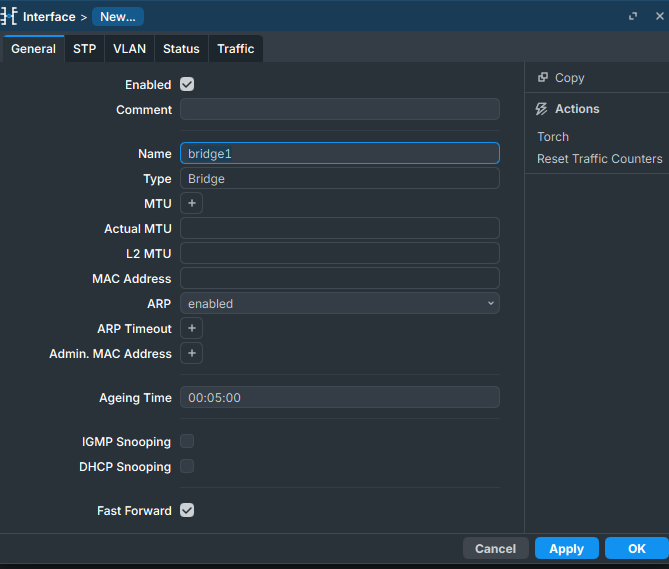 Interface > New...
General STP VLAN Status Traffic
Enabled
Comment
Name bridge1
Type Bridge
MTU +
Actual MTU
L2 MTU
MAC Address
ARP enabled
ARP Timeout +
Admin. MAC Address +
Ageing Time 00:05:00
IGMP Snooping
DHCP Snooping
Fast Forward
Copy
Actions
Torch
Reset Traffic Counters
Cancel Apply OK